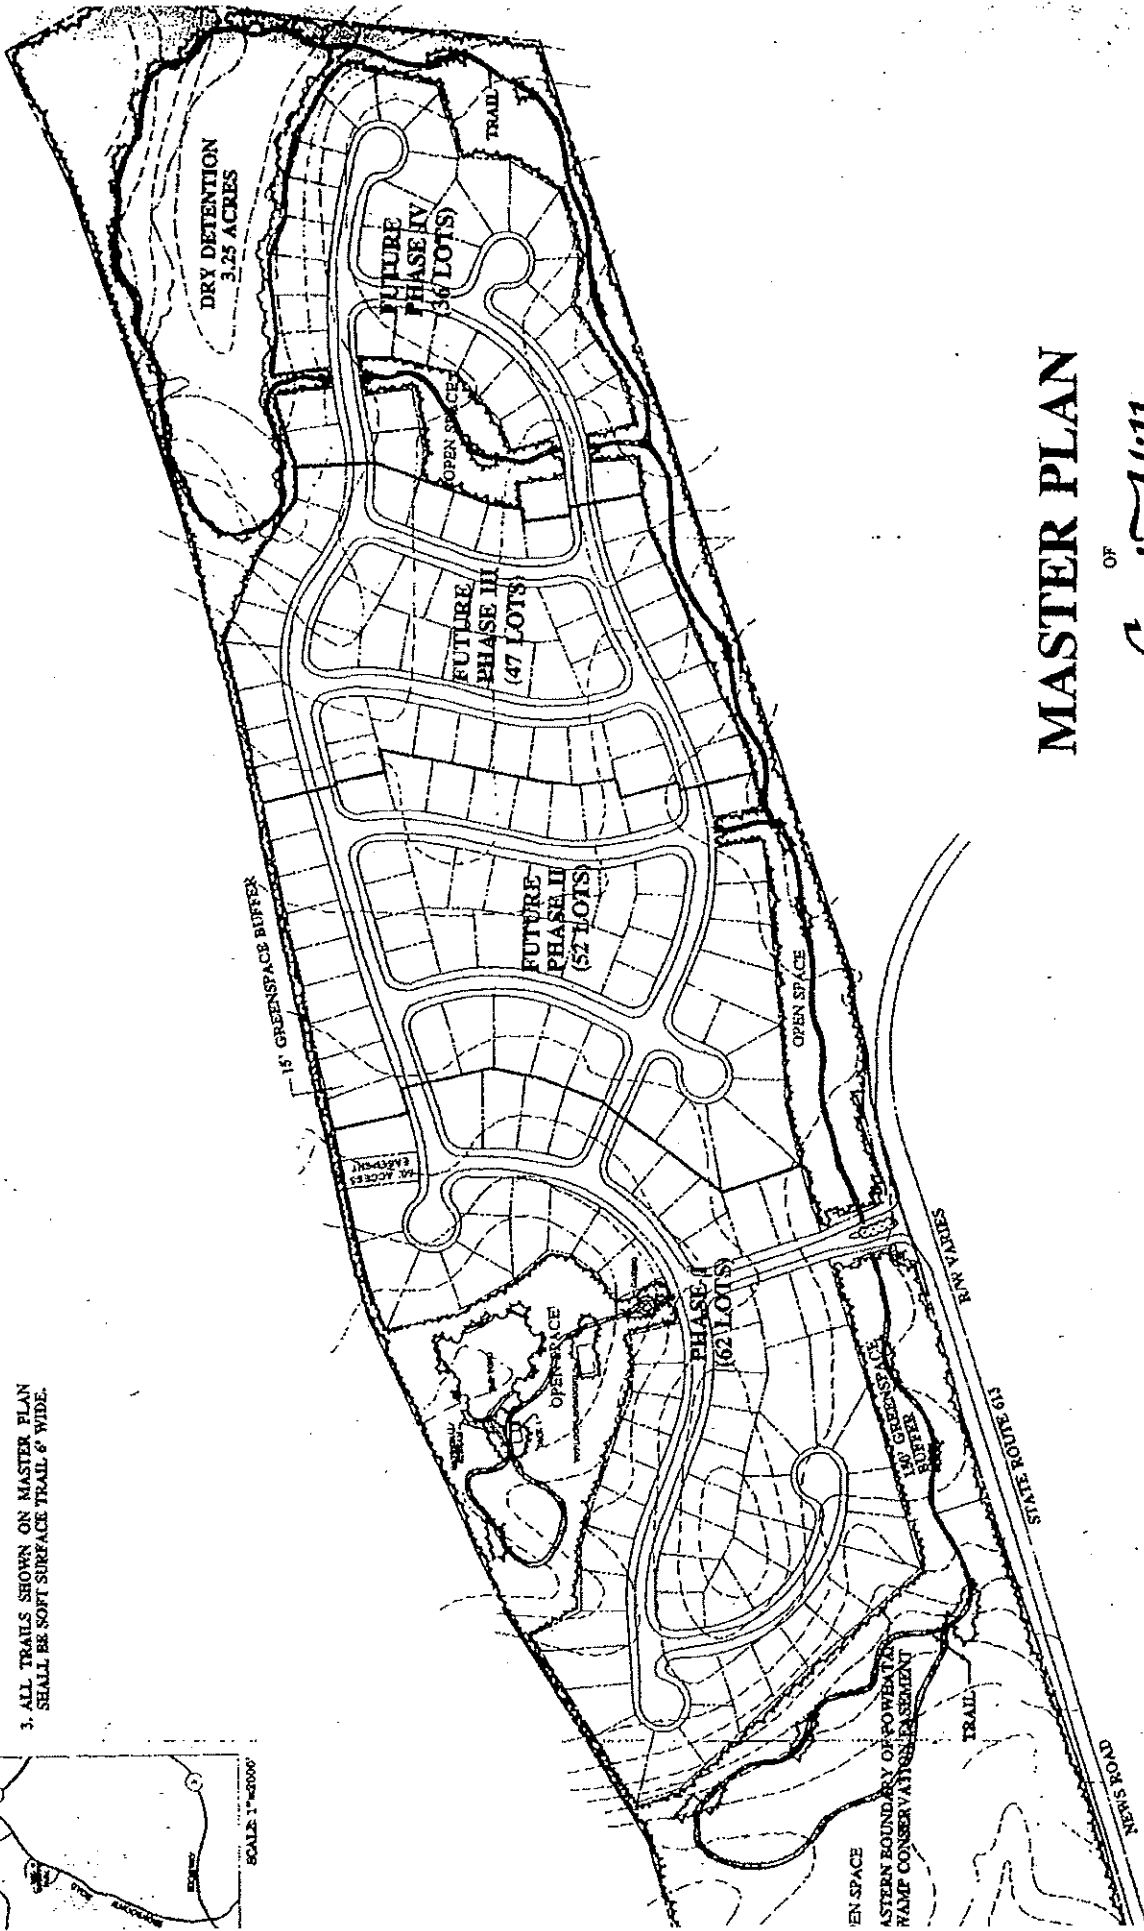 3. ALL TRAILS SHOWN ON MASTER PLAN
SHALL BE SOFT SURFACE TRAIL 6' WIDE.
SCALE: 1"=2000'
DRY DETENTION
3.25 ACRES
TRAIL
FUTURE
PHASE IV
(36 LOTS)
OPEN SPACE
FUTURE
PHASE III
(47 LOTS)
15' GREENSPACE BUFFER
FUTURE
PHASE II
(52 LOTS)
OPEN SPACE
60' ACCESS
EASEMENT
OPEN SPACE
PHASE I
(62 LOTS)
150' GREENSPACE
BUFFER
R/W VARIES
STATE ROUTE 613
NEWS ROAD
TRAIL
EN SPACE
ASTERN BOUNDARY OF POWHATAN
WAMP CONSERVATION EASEMENT
MASTER PLAN
OF